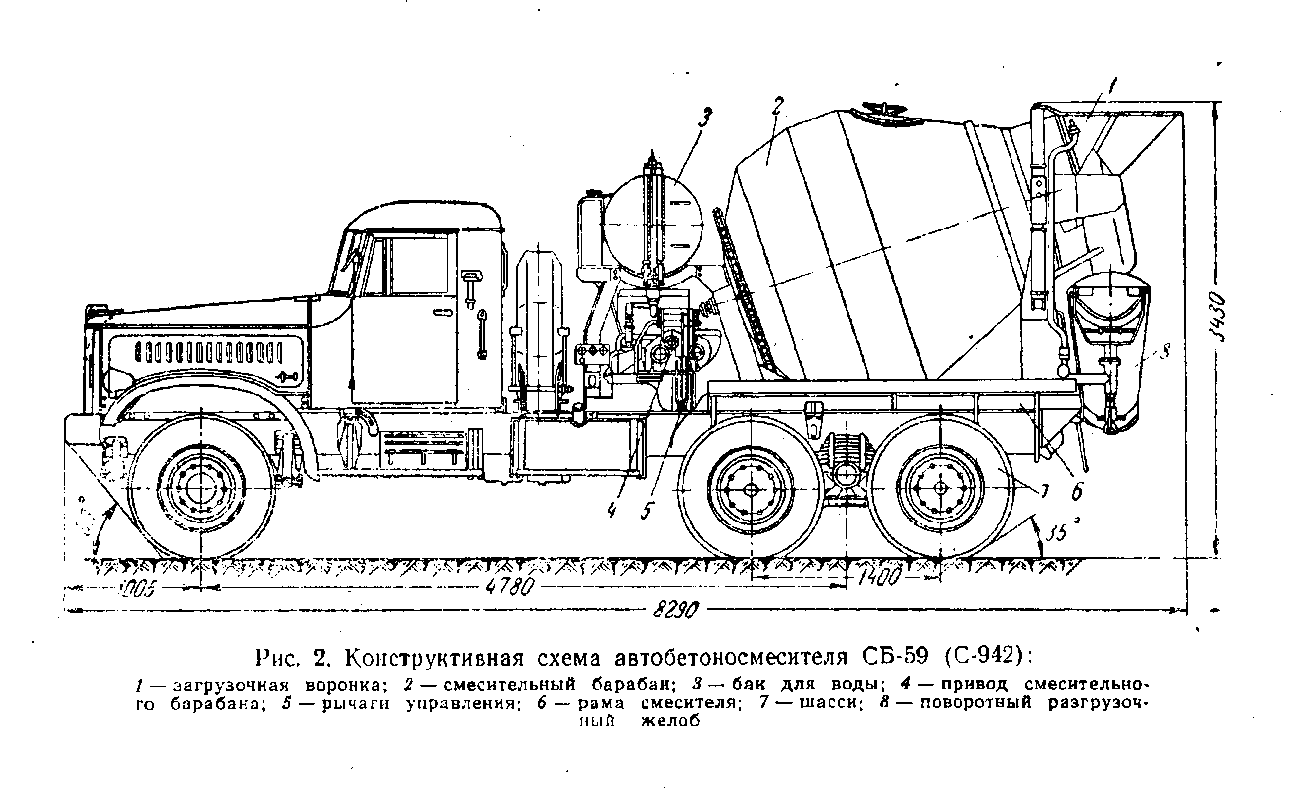 1
2
3
3430
8
4 5
7 6
35°
1005 4780 1400
8290
Рис. 2. Конструктивная схема автобетоносмесителя СБ-59 (С-942):
1 — загрузочная воронка; 2 — смесительный барабан; 3 — бак для воды; 4 — привод смесительно-
го барабана; 5 — рычаги управления; 6 — рама смесителя; 7 — шасси; 8 — поворотный разгрузоч-
ный желоб